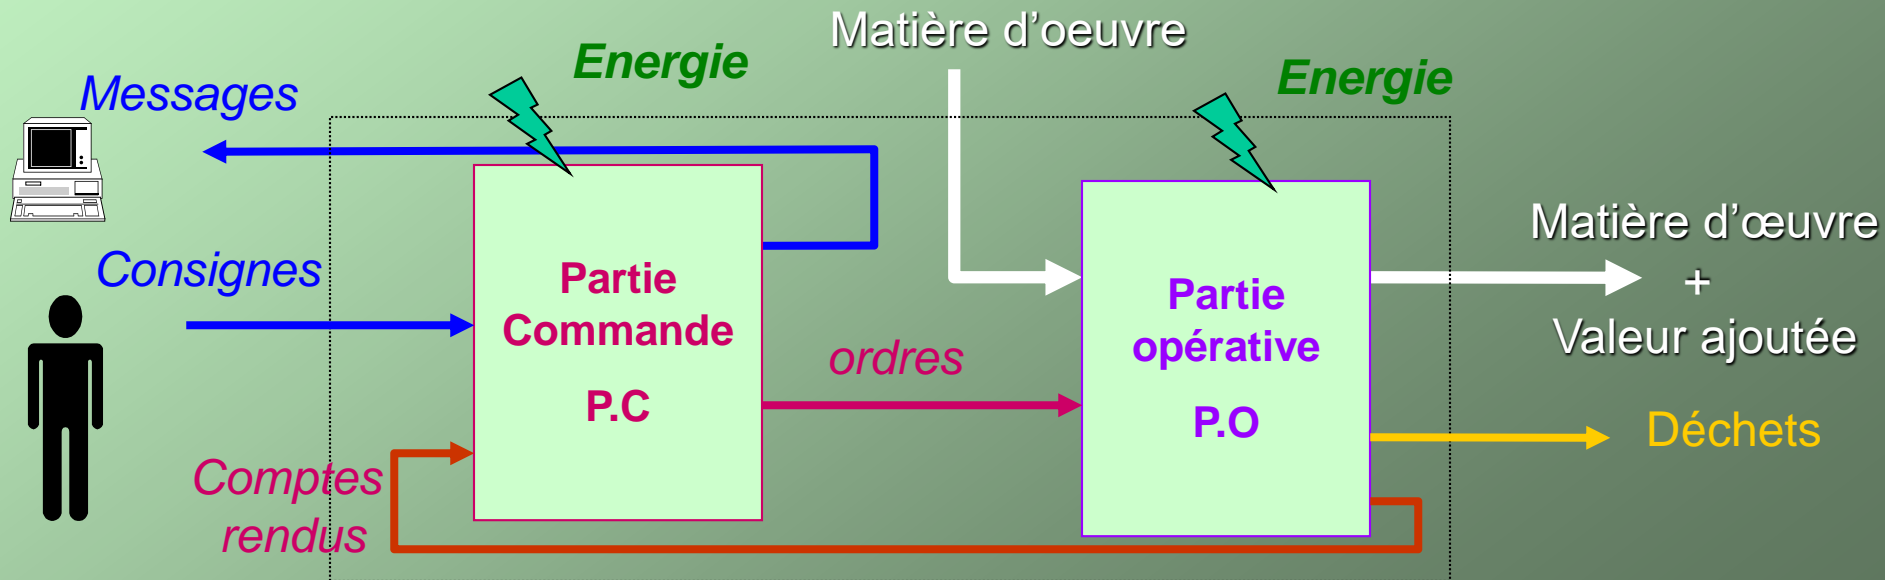 Matière d'oeuvre
Energie
Energie
Messages
Consignes
Partie
Commande
P.C
ordres
Partie
opérative
P.O
Matière d'œuvre
+
Valeur ajoutée
Déchets
Comptes
rendus